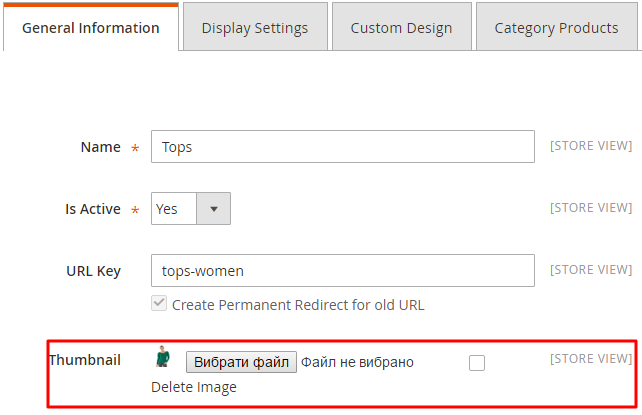 General Information Display Settings Custom Design Category Products
Name * Tops [STORE VIEW]
Is Active * Yes [STORE VIEW]
URL Key tops-women [STORE VIEW]
Create Permanent Redirect for old URL
Thumbnail Вибрати файл Файл не вибрано [STORE VIEW]
Delete Image